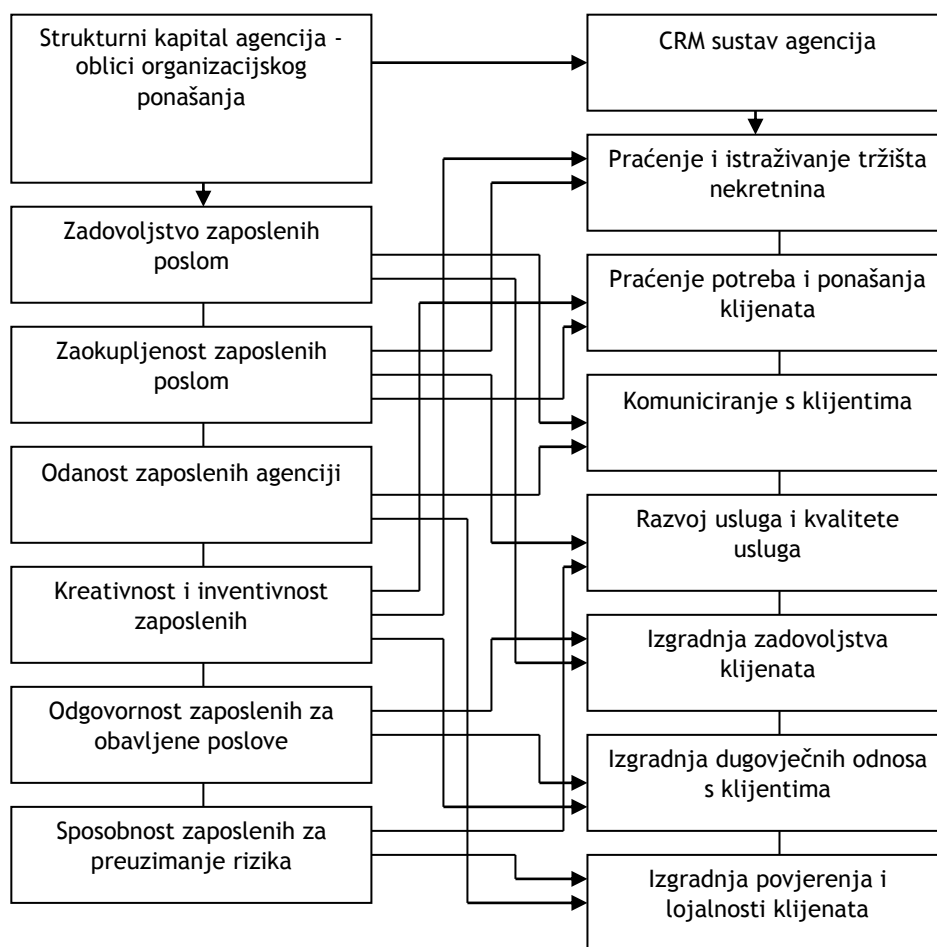 Strukturni kapital agencija -
oblici organizacijskog
ponašanja
Zadovoljstvo zaposlenih
poslom
Zaokupljenost zaposlenih
poslom
Odanost zaposlenih agenciji
Kreativnost i inventivnost
zaposlenih
Odgovornost zaposlenih za
obavljene poslove
Sposobnost zaposlenih za
preuzimanje rizika
CRM sustav agencija
Praćenje i istraživanje tržišta
nekretnina
Praćenje potreba i ponašanja
klijenata
Komuniciranje s klijentima
Razvoj usluga i kvalitete
usluga
Izgradnja zadovoljstva
klijenata
Izgradnja dugovječnih odnosa
s klijentima
Izgradnja povjerenja i
lojalnosti klijenata